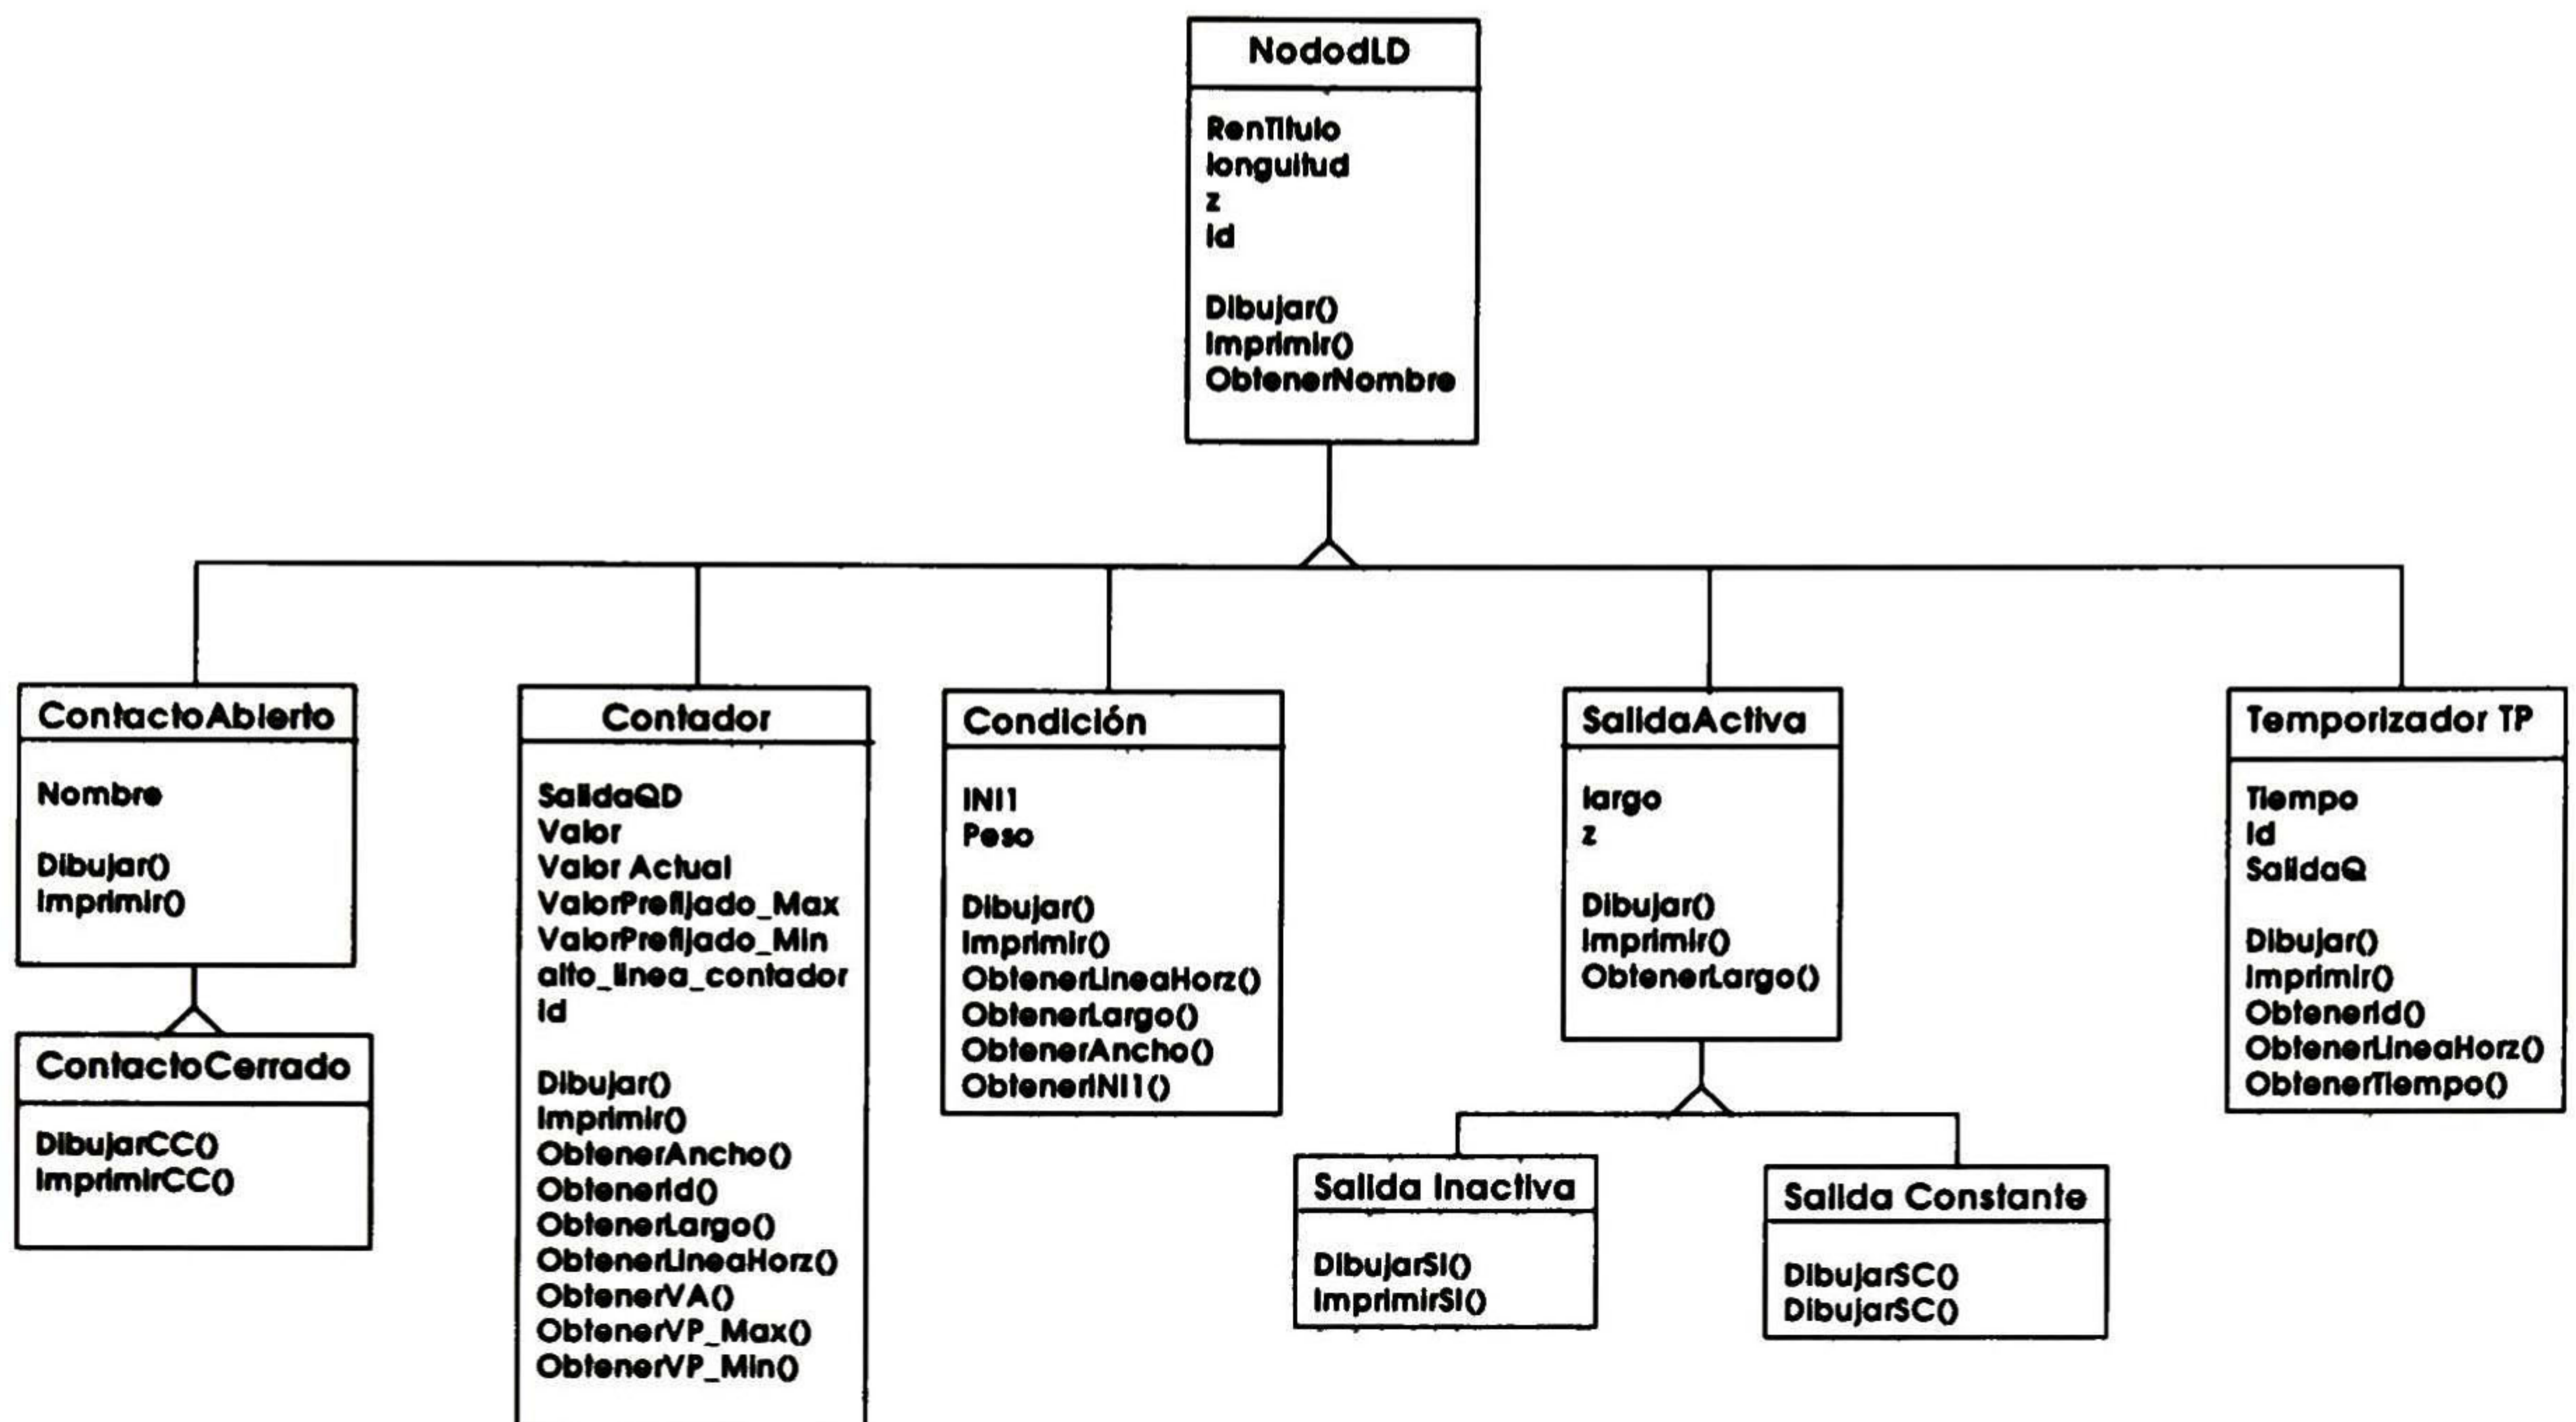 NododLD
RenTitulo
longuitud
z
Id
Dibujar()
Imprimir()
ObtenerNombre
ContactoAbierto
Nombre
Dibujar()
Imprimir()
ContactoCerrado
DibujarCC()
ImprimirCC()
Contador
SalidaQD
Valor
Valor Actual
ValorPrefijado_Max
ValorPrefijado_Min
alto_linea_contador
Id
Dibujar()
Imprimir()
ObtenerAncho()
ObtenerId()
ObtenerLargo()
ObtenerLineaHorz()
ObtenerVA()
ObtenerVP_Max()
ObtenerVP_Min()
Condición
INI1
Peso
Dibujar()
Imprimir()
ObtenerLineaHorz()
ObtenerLargo()
ObtenerAncho()
ObtenerINI1()
SalidaActiva
largo
z
Dibujar()
Imprimir()
ObtenerLargo()
Salida Inactiva
DibujarSI()
ImprimirSI()
Salida Constante
DibujarSC()
DibujarSC()
Temporizador TP
Tiempo
Id
SalidaQ
Dibujar()
Imprimir()
ObtenerId()
ObtenerLineaHorz()
ObtenerTiempo()